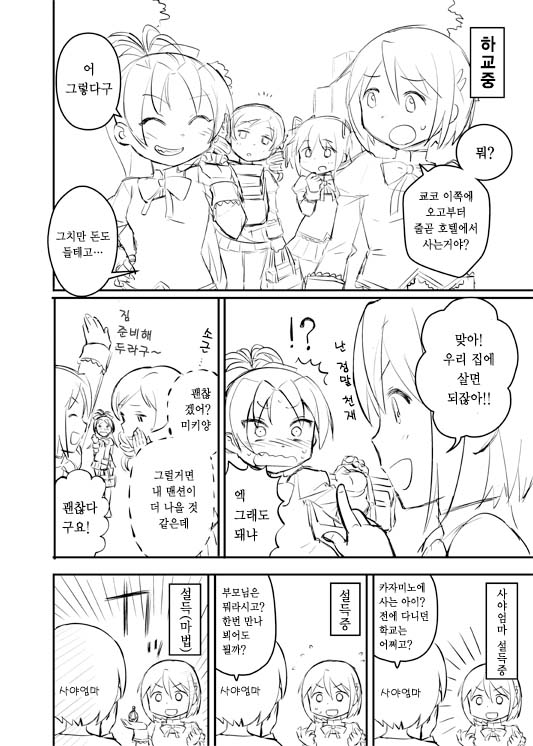 하교중
뭐?
쿄코 이쪽에
오고부터
줄곧 호텔에서
사는거야?
어
그렇다구
그치만 돈도
들테고…
맞아!
우리 집에
살면
되잖아!!
난 정말 천재
!?
엑
그래도
돼냐
소근
괜찮
겠어?
미키양
그럴거면
내 맨션이
더 나을 것
같은데
짐
준비해
두라구~
괜찮다
구요!
사야엄마 설득중
카자미노에
사는 아이?
전에 다니던
학교는
어쩌고?
사야엄마
설득중
부모님은
뭐라시고?
한번 만나
뵈어도
될까?
사야엄마
설득(마법)
사야엄마